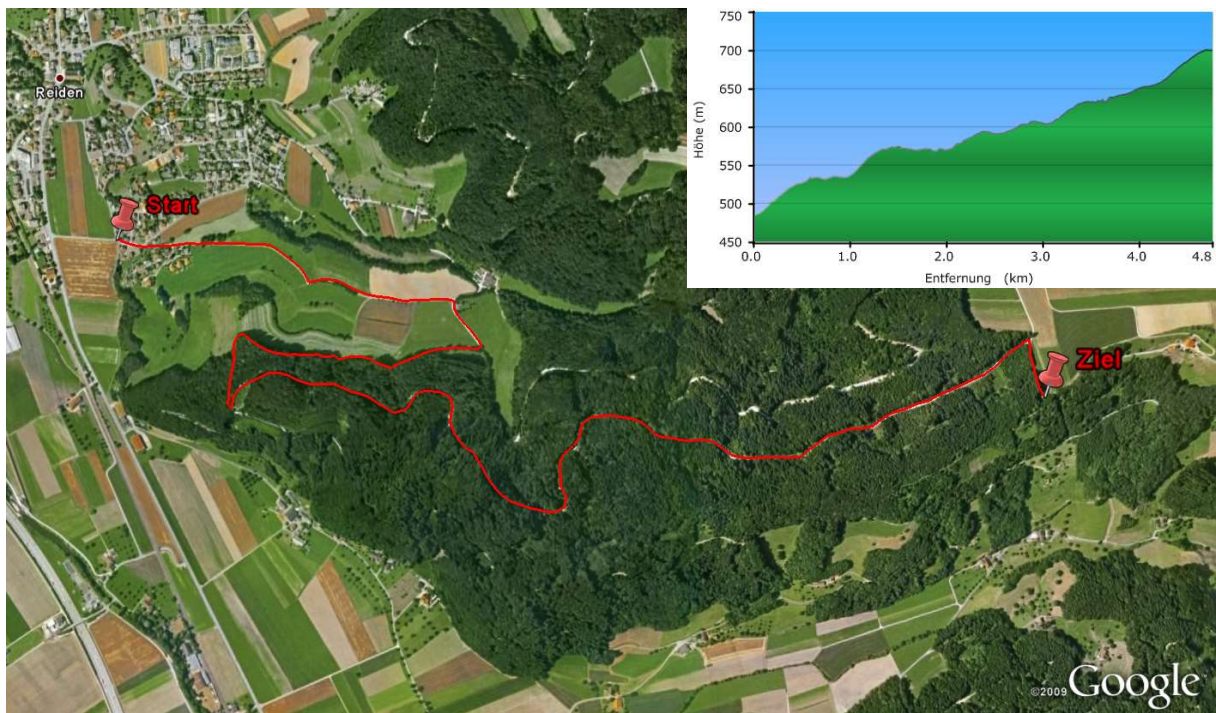 Reiden
Start
Ziel
750
700
650
600
550
500
450
Höhe (m)
0.0 1.0 2.0 3.0 4.0 4.8
Entfernung (km)
©2009 Google